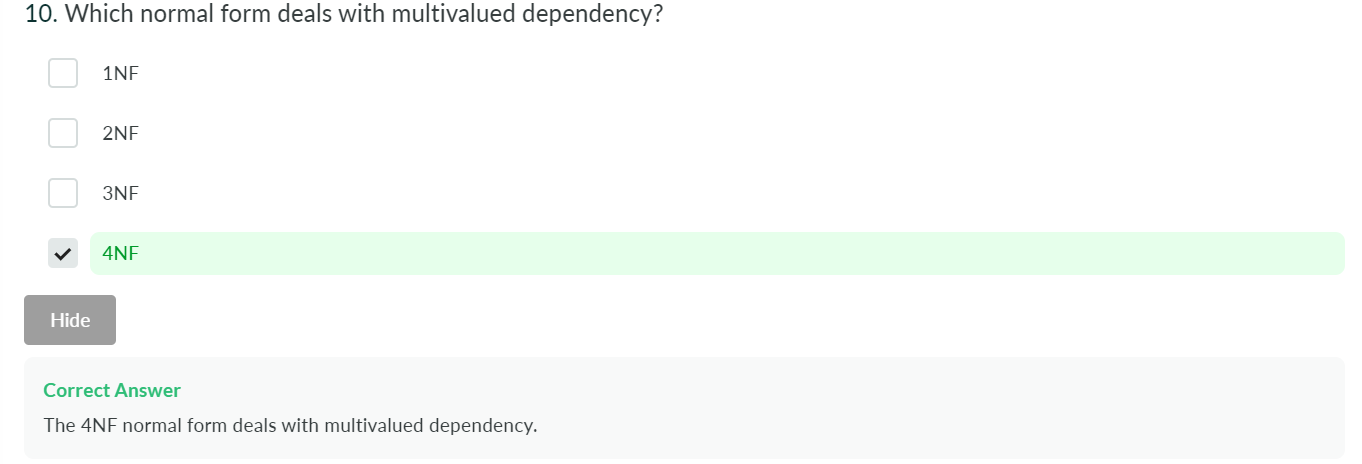 10. Which normal form deals with multivalued dependency?
1NF
2NF
3NF
4NF
Hide
Correct Answer
The 4NF normal form deals with multivalued dependency.